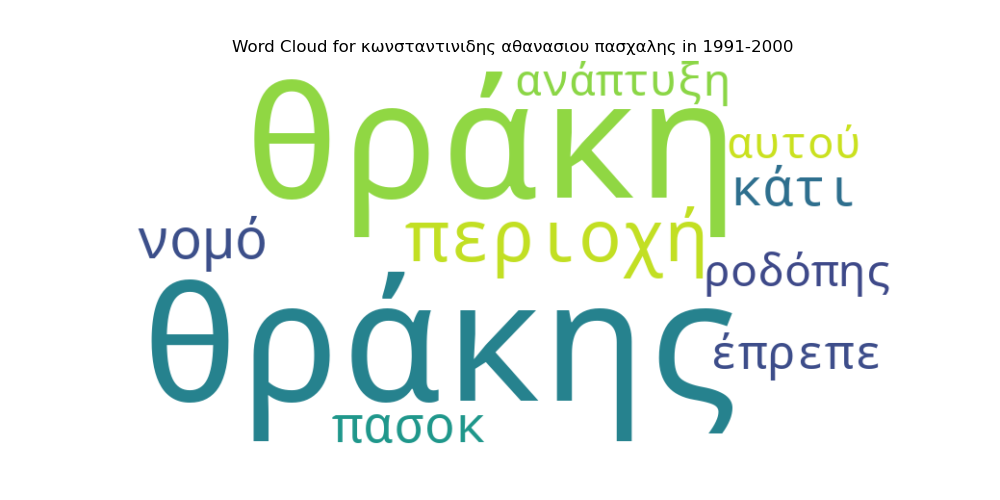 Word Cloud for κωνσταντινιδης αθανασιου πασχαλης in 1991-2000
ανάπτυξη
θράκη
αυτού
κάτι
νομό
περιοχή
ροδόπης
θράκης
έπρεπε
πασοκ